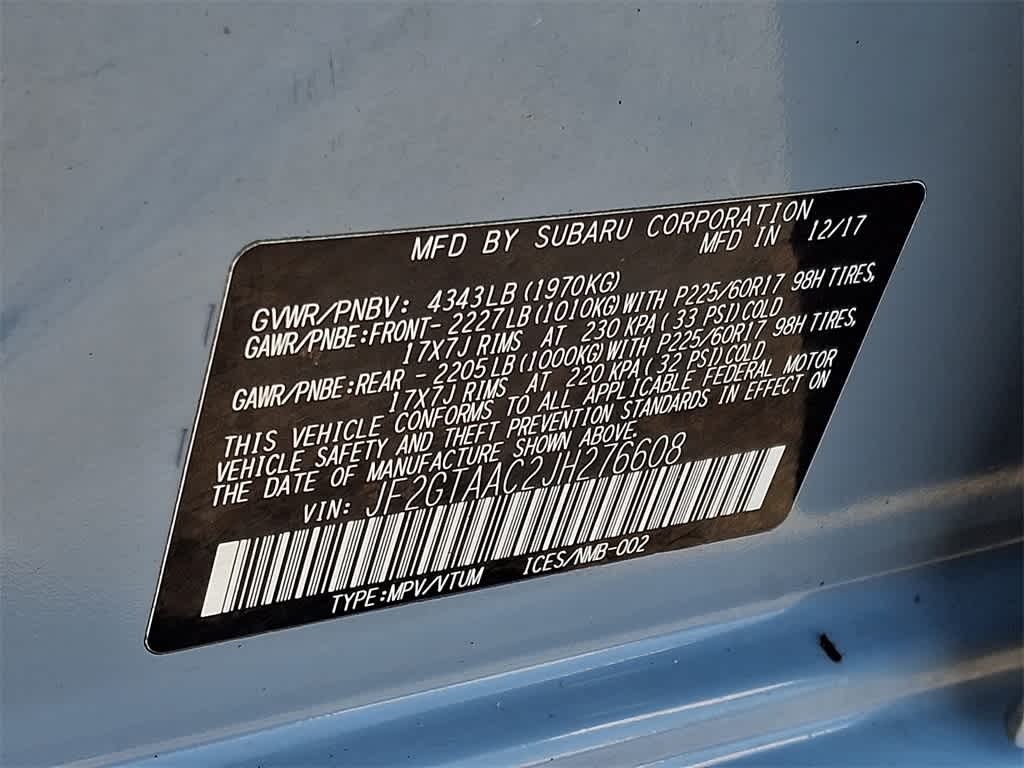 MFD BY SUBARU CORPORATION
MFD IN 12/17
GVWR/PNBV: 4343LB(1970KG)
GAWR/PNBE:FRONT-2227LB(1010KG)WITH P225/60R17 98H TIRES,
17X7J RIMS AT 230 KPA(33 PSI)COLD
GAWR/PNBE:REAR -2205LB(1000KG)WITH P225/60R17 98H TIRES,
17X7J RIMS AT 220 KPA(32 PSI)COLD
THIS VEHICLE CONFORMS TO ALL APPLICABLE FEDERAL MOTOR
VEHICLE SAFETY AND THEFT PREVENTION STANDARDS IN EFFECT ON
THE DATE OF MANUFACTURE SHOWN ABOVE.
VIN: JF2GTAAC2JH276608
TYPE:MPV/VTUM ICES/NMB-002